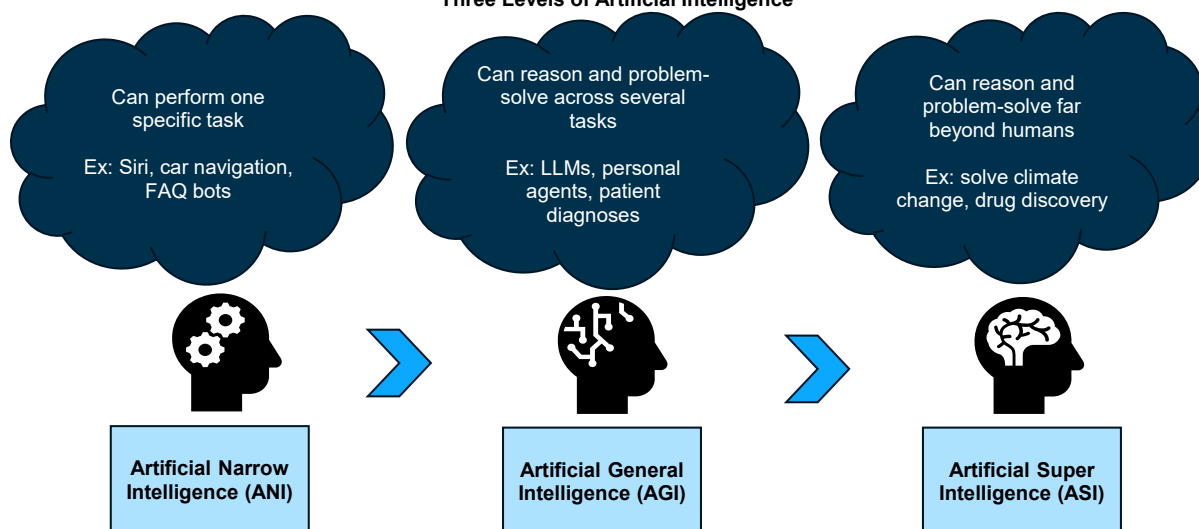 Three Levels of Artificial Intelligence
Can perform one
specific task
Ex: Siri, car navigation,
FAQ bots
Can reason and problem-
solve across several
tasks
Ex: LLMs, personal
agents, patient
diagnoses
Can reason and
problem-solve far
beyond humans
Ex: solve climate
change, drug discovery
Artificial Narrow
Intelligence (ANI)
Artificial General
Intelligence (AGI)
Artificial Super
Intelligence (ASI)